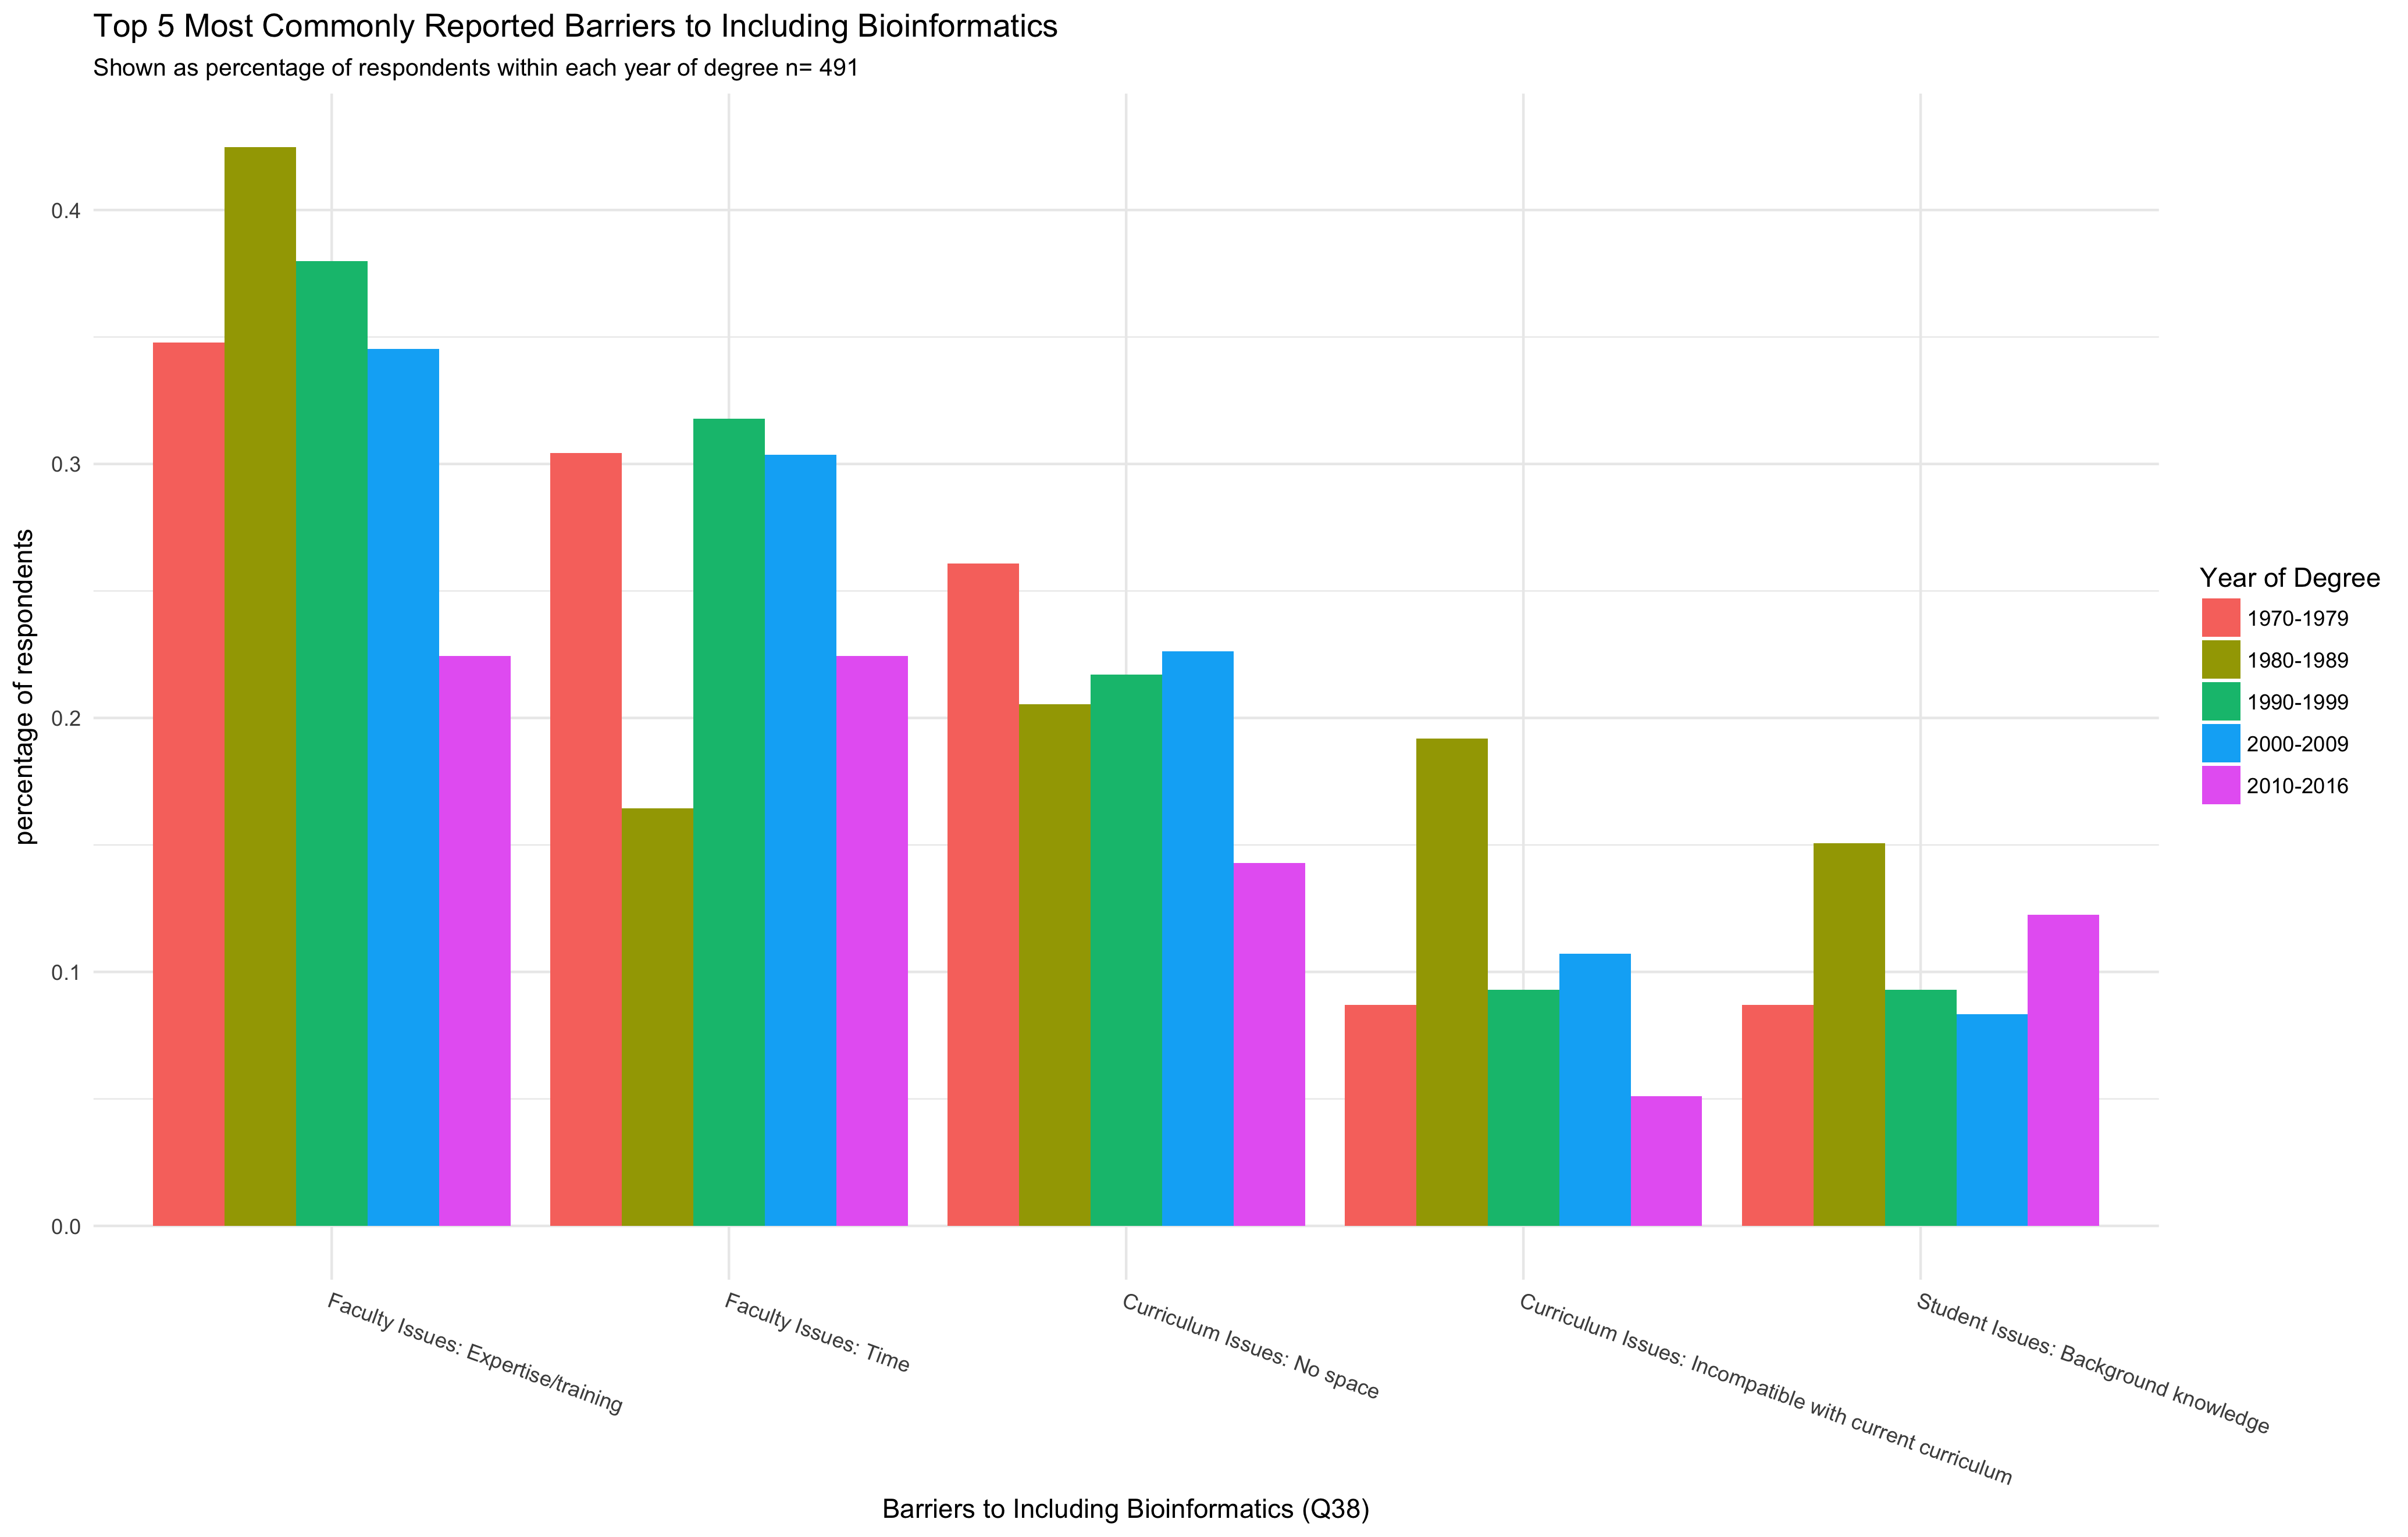 Top 5 Most Commonly Reported Barriers to Including Bioinformatics
Shown as percentage of respondents within each year of degree n= 491
percentage of respondents
0.4
0.3
0.2
0.1
0.0
Faculty Issues: Expertise/training
Faculty Issues: Time
Curriculum Issues: No space
Curriculum Issues: Incompatible with current curriculum
Student Issues: Background knowledge
Barriers to Including Bioinformatics (Q38)
Year of Degree
1970-1979
1980-1989
1990-1999
2000-2009
2010-2016